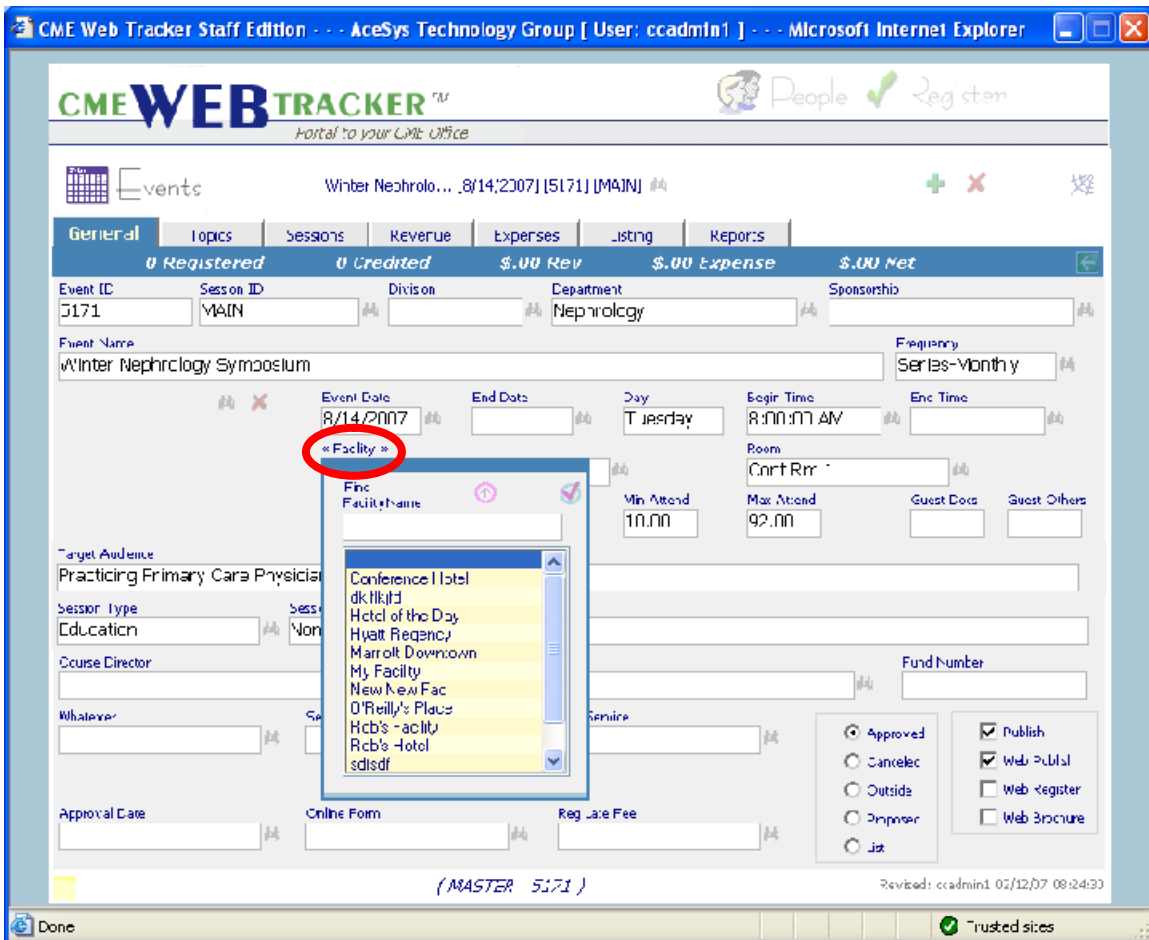 CME Web Tracker Staff Edition - - - AceSys Technology Group [ User: ccadmin1 ] - - - Microsoft Internet Explorer
CME WEB TRACKER TM
People Register
Portal to your CME Office
Events
Winter Nephrolo... [8/14/2007] [5171] [MAIN]
General Topics Sessions Revenue Expenses Listing Reports
0 Registered 0 Credited $.00 Rev $.00 Expense $.00 Net
Event ID Session ID Division Department Sponsorship
5171 MAIN Nephrology
Event Name Frequency
Winter Nephrology Symposium Series-Monthly
Event Date End Date Day Begin Time End Time
8/14/2007 Tuesday 8:00:00 AM
« Facility » Room
Conf Rm 1
Find
FacilityName
Min Attend Max Attend Guest Docs Guest Others
10.00 92.00
Target Audience
Practicing Primary Care Physicia
Conference Hotel
Hotel of the Day
Hyatt Regency
Marriott Downtown
My Facility
New New Fac
O'Reilly's Place
Rob's Facility
Rob's Hotel
sdlsdf
Session Type Sess
Education Non
Course Director Fund Number
Whatever Se Service
Approved
Canceled
Outside
Proposed
List
Publish
Web Publish
Web Register
Web Brochure
Approval Date Online Form Reg Late Fee
( MASTER 5171 )
Revised: ccadmin1 02/12/07 08:24:30
Done Trusted sites